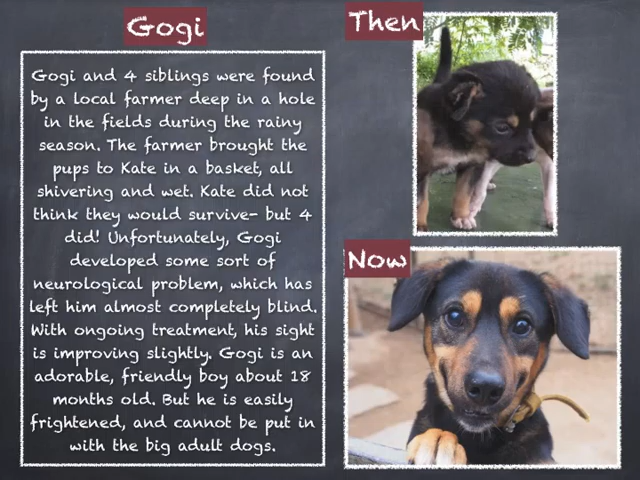 Gogi
Gogi and 4 siblings were found
by a local farmer deep in a hole
in the fields during the rainy
season. The farmer brought the
pups to Kate in a basket, all
shivering and wet. Kate did not
think they would survive- but 4
did! Unfortunately, Gogi
developed some sort of
neurological problem, which has
left him almost completely blind.
With ongoing treatment, his sight
is improving slightly. Gogi is an
adorable, friendly boy about 18
months old. But he is easily
frightened, and cannot be put in
with the big adult dogs.
Then
Now